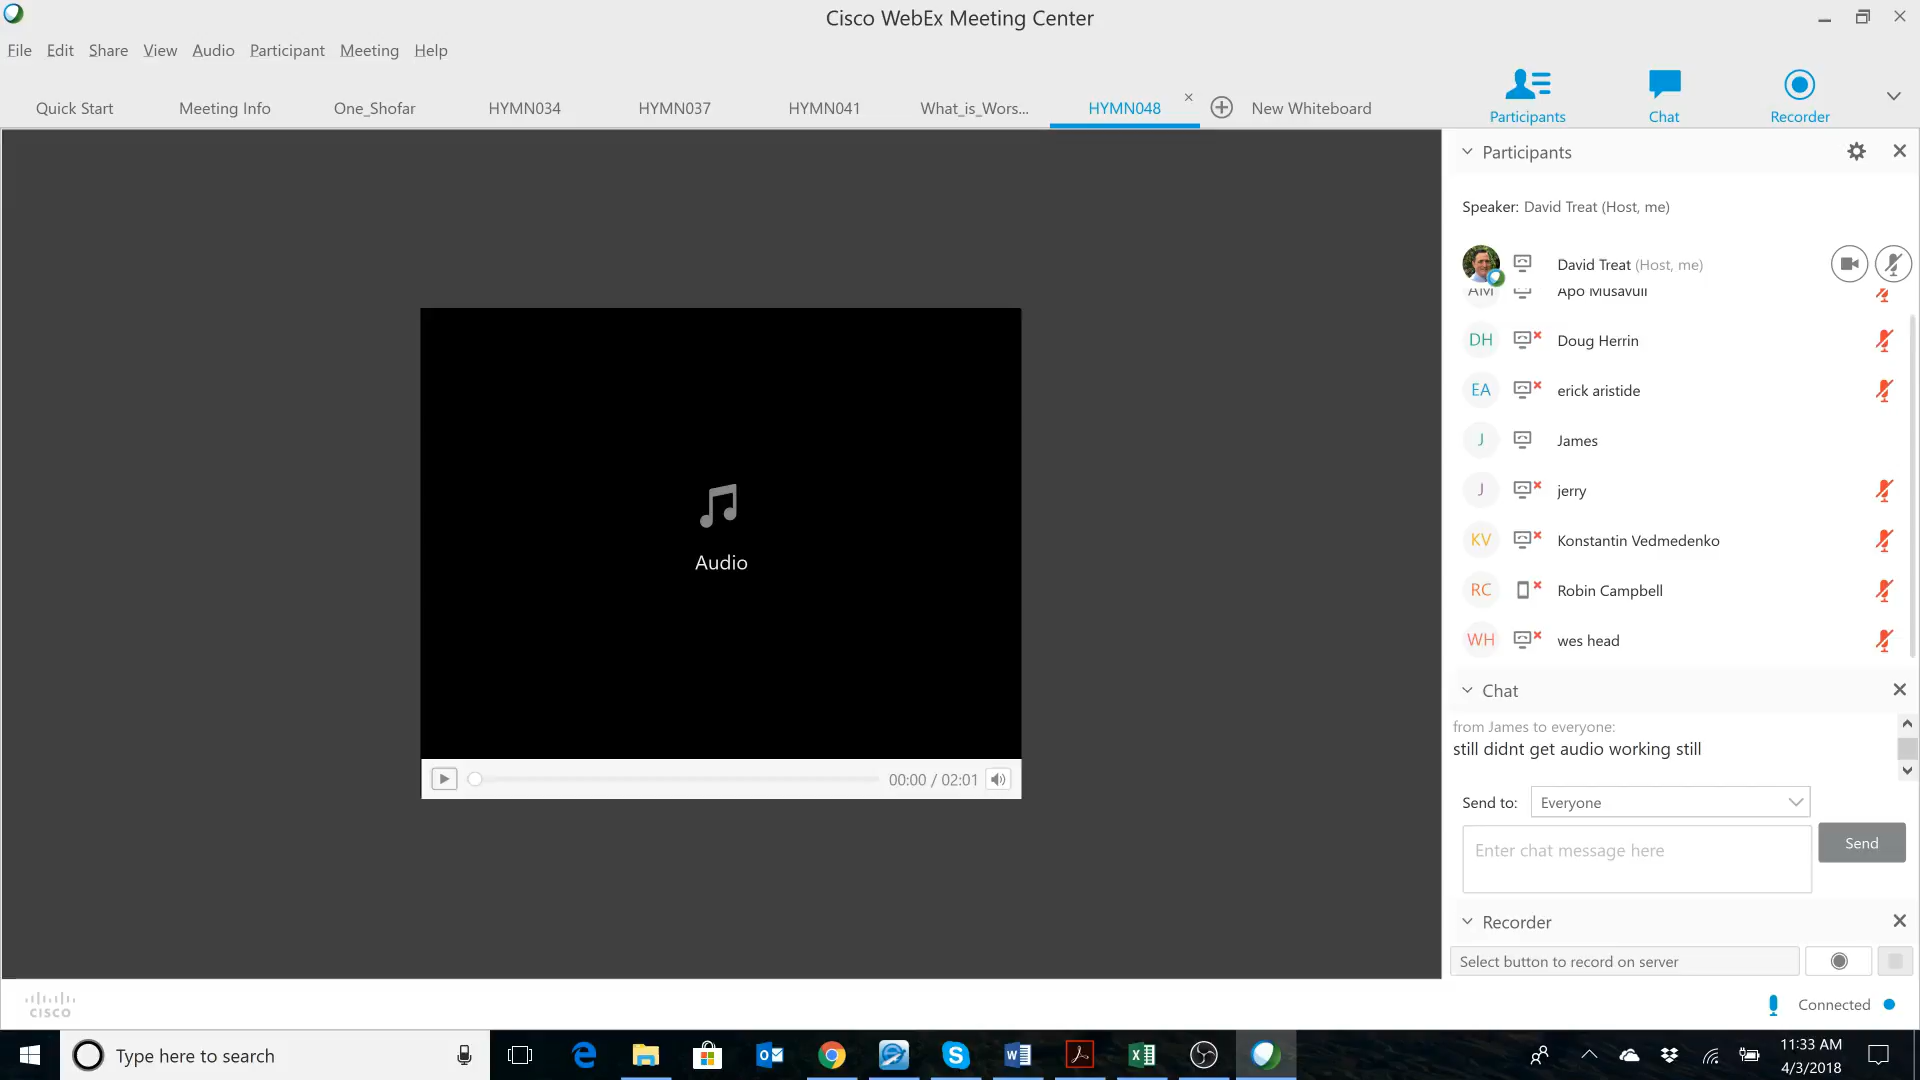 Cisco WebEx Meeting Center
File Edit Share View Audio Participant Meeting Help
Quick Start Meeting Info One_Shofar HYMN034 HYMN037 HYMN041 What_is_Wors... HYMN048 New Whiteboard
Participants Chat Recorder
Participants
Speaker: David Treat (Host, me)
David Treat (Host, me)
AM Apo Musavuli
DH Doug Herrin
EA erick aristide
J James
J jerry
KV Konstantin Vedmedenko
RC Robin Campbell
WH wes head
Audio
00:00 / 02:01
Chat
from James to everyone:
still didnt get audio working still
Send to: Everyone
Enter chat message here
Send
Recorder
Select button to record on server
CISCO
Connected
Type here to search
11:33 AM
4/3/2018